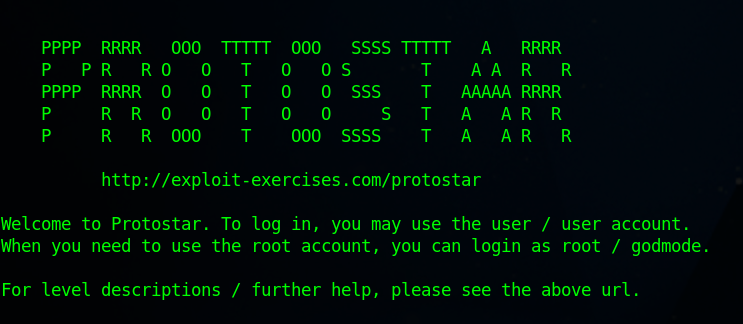 PPPP  RRRR   OOO  TTTTT  OOO   SSSS TTTTT   A   RRRR
P   P R   R O   O   T   O   O S       T    A A  R   R
PPPP  RRRR  O   O   T   O   O  SSS    T   AAAAA RRRR
P     R  R  O   O   T   O   O     S   T   A   A R  R
P     R   R  OOO    T    OOO  SSSS    T   A   A R   R
http://exploit-exercises.com/protostar
Welcome to Protostar. To log in, you may use the user / user account.
When you need to use the root account, you can login as root / godmode.
For level descriptions / further help, please see the above url.